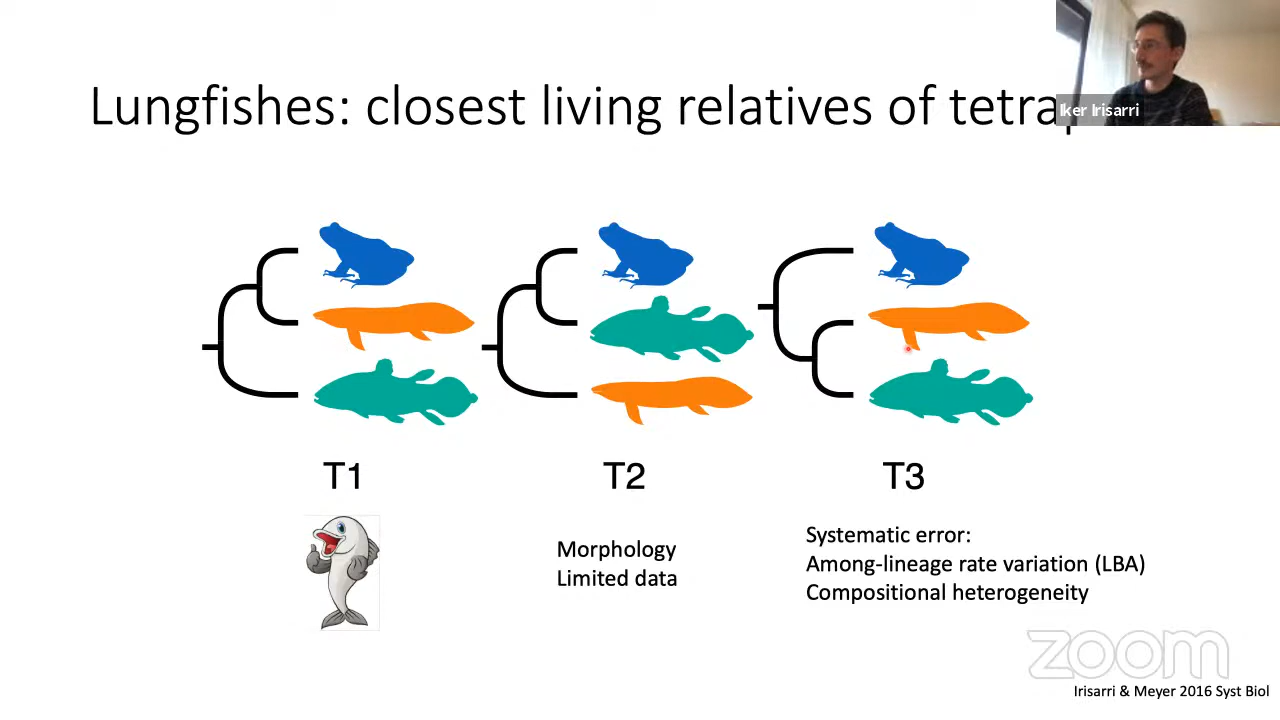 Lungfishes: closest living relatives of
Iker Irisarri
T1
T2
T3
Morphology
Limited data
Systematic error:
Among-lineage rate variation (LBA)
Compositional heterogeneity
zoom
Irisarri & Meyer 2016 Syst Biol